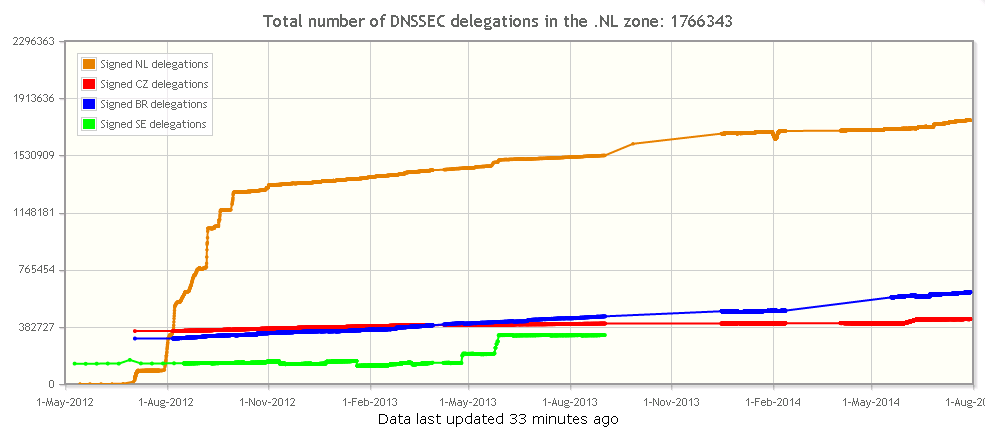 Total number of DNSSEC delegations in the .NL zone: 1766343
2296363
Signed NL delegations
Signed CZ delegations
1913636
Signed BR delegations
Signed SE delegations
1530909
1148181
765454
382727
0
1-May-2012 1-Aug-2012 1-Nov-2012 1-Feb-2013 1-May-2013 1-Aug-2013 1-Nov-2013 1-Feb-2014 1-May-2014 1-Aug-20
Data last updated 33 minutes ago